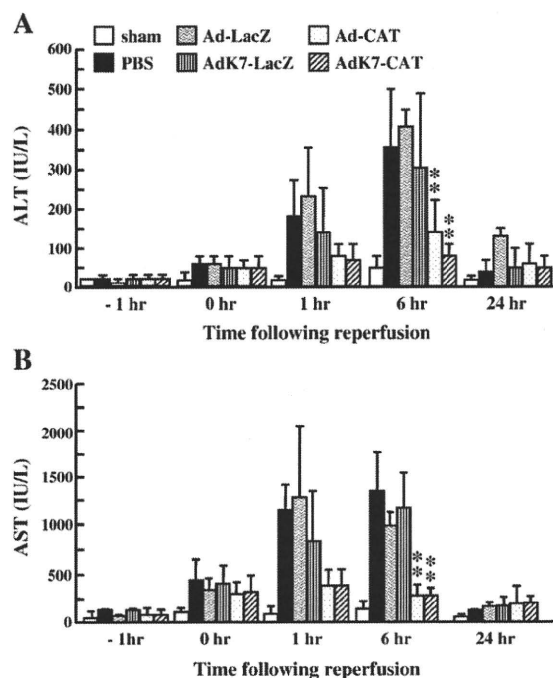 A
sham Ad-LacZ Ad-CAT
PBS AdK7-LacZ AdK7-CAT
600
500
400
300
200
100
0
ALT (IU/L)
**
**
- 1 hr 0 hr 1 hr 6 hr 24 hr
Time following reperfusion
B
2500
2000
1500
1000
500
0
AST (IU/L)
**
**
- 1hr 0 hr 1 hr 6 hr 24 hr
Time following reperfusion